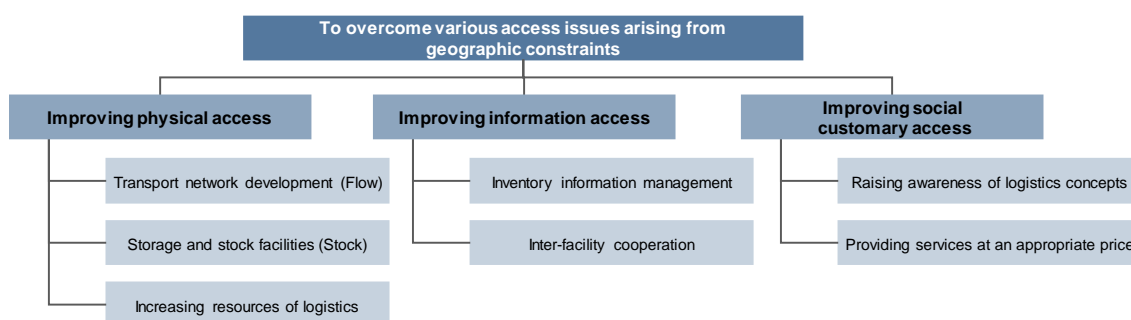 To overcome various access issues arising from
geographic constraints
Improving physical access
Transport network development (Flow)
Storage and stock facilities (Stock)
Increasing resources of logistics
Improving information access
Inventory information management
Inter-facility cooperation
Improving social
customary access
Raising awareness of logistics concepts
Providing services at an appropriate price